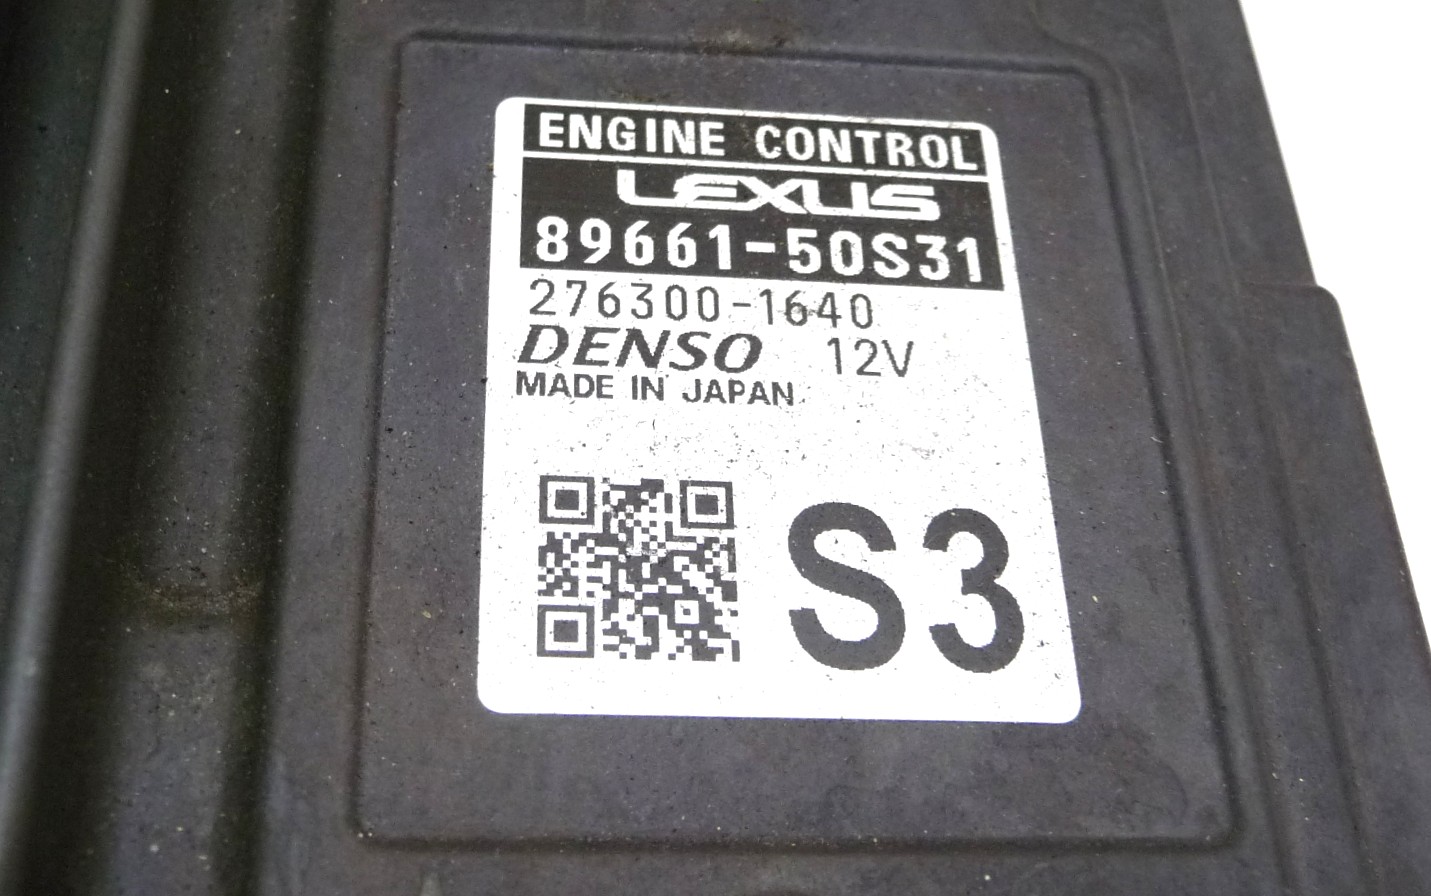 ENGINE CONTROL
LEXUS
89661-50S31
276300-1640
DENSO 12V
MADE IN JAPAN
S3